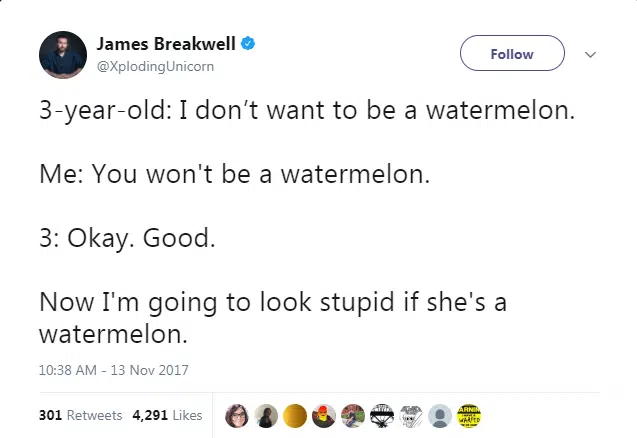 James Breakwell
@XplodingUnicorn
Follow
3-year-old: I don’t want to be a watermelon.
Me: You won't be a watermelon.
3: Okay. Good.
Now I'm going to look stupid if she's a
watermelon.
10:38 AM - 13 Nov 2017
301 Retweets 4,291 Likes